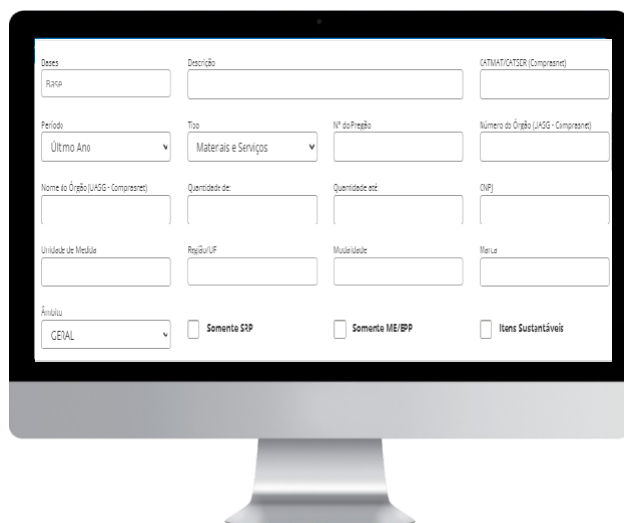 Bases Descrição CATMAT/CATSER (Comprasnet)
Base
Período Tipo N° do Pregão Número do Órgão (UASG - Comprasnet)
Último Ano Materiais e Serviços
Nome do Órgão (UASG - Comprasnet) Quantidade de: Quantidade até: CNPJ
Unidade de Medida Região/UF Modalidade Marca
Âmbito
GERAL Somente SRP Somente ME/EPP Itens Sustantáveis